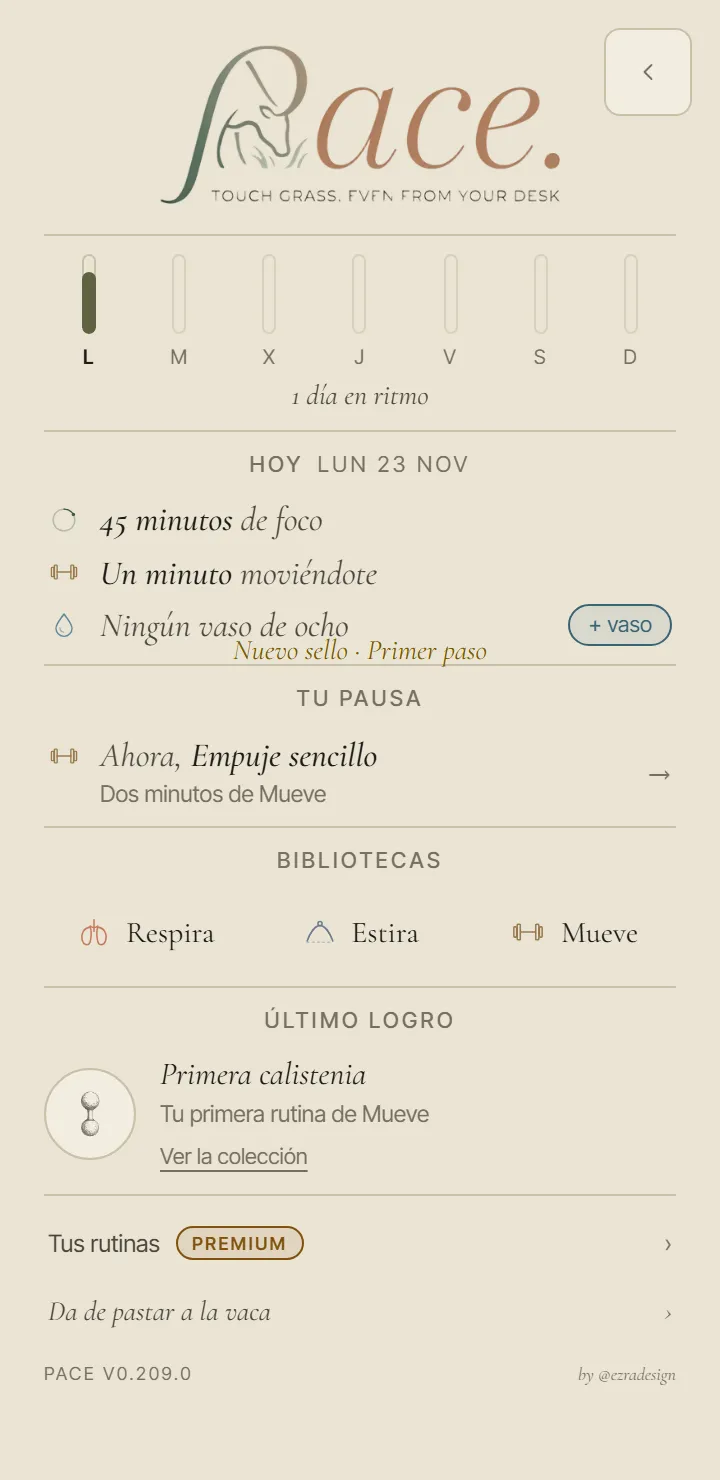 Pace.
TOUCH GRASS. EVEN FROM YOUR DESK
L M X J V S D
1 día en ritmo
HOY LUN 23 NOV
45 minutos de foco
Un minuto moviéndote
Ningún vaso de ocho
+ vaso
Nuevo sello · Primer paso
TU PAUSA
Ahora, Empuje sencillo
→
Dos minutos de Mueve
BIBLIOTECAS
Respira Estira Mueve
ÚLTIMO LOGRO
Primera calistenia
Tu primera rutina de Mueve
Ver la colección
Tus rutinas PREMIUM ›
Da de pastar a la vaca ›
PACE V0.209.0
by @ezradesign